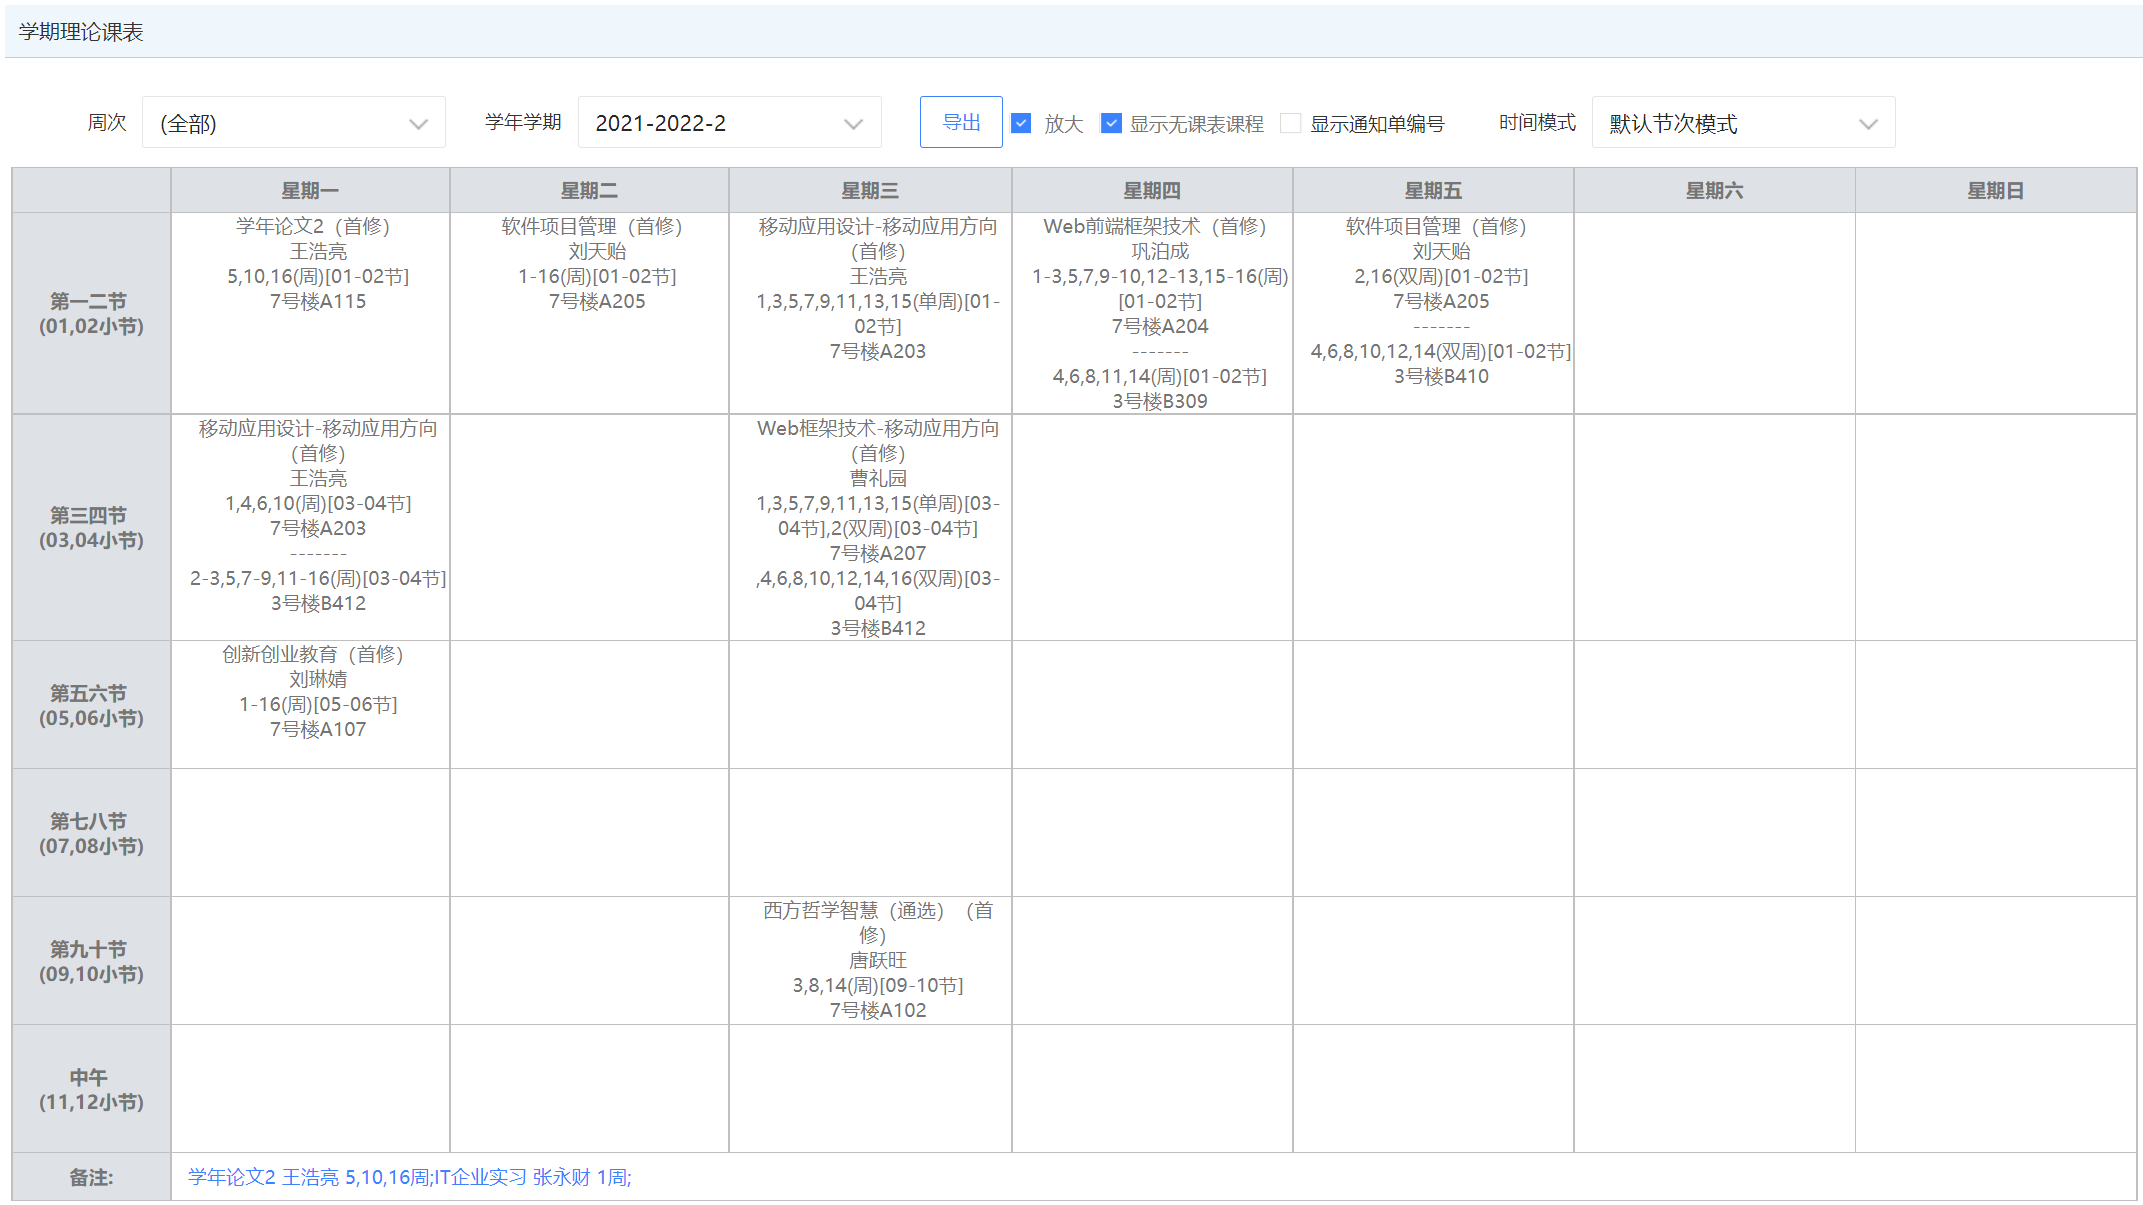 学期理论课表
周次 (全部) 学年学期 2021-2022-2 导出 放大 显示无课表课程 显示通知单编号 时间模式 默认节次模式
星期一 星期二 星期三 星期四 星期五 星期六 星期日
第一二节
(01,02小节)
学年论文2（首修）
王浩亮
5,10,16(周)[01-02节]
7号楼A115
软件项目管理（首修）
刘天贻
1-16(周)[01-02节]
7号楼A205
移动应用设计-移动应用方向
（首修）
王浩亮
1,3,5,7,9,11,13,15(单周)[01-
02节]
7号楼A203
Web前端框架技术（首修）
巩泊成
1-3,5,7,9-10,12-13,15-16(周)
[01-02节]
7号楼A204
-------
4,6,8,11,14(周)[01-02节]
3号楼B309
软件项目管理（首修）
刘天贻
2,16(双周)[01-02节]
7号楼A205
-------
4,6,8,10,12,14(双周)[01-02节]
3号楼B410
第三四节
(03,04小节)
移动应用设计-移动应用方向
（首修）
王浩亮
1,4,6,10(周)[03-04节]
7号楼A203
-------
2-3,5,7-9,11-16(周)[03-04节]
3号楼B412
Web框架技术-移动应用方向
（首修）
曹礼园
1,3,5,7,9,11,13,15(单周)[03-
04节],2(双周)[03-04节]
7号楼A207
,4,6,8,10,12,14,16(双周)[03-
04节]
3号楼B412
第五六节
(05,06小节)
创新创业教育（首修）
刘琳婧
1-16(周)[05-06节]
7号楼A107
第七八节
(07,08小节)
第九十节
(09,10小节)
西方哲学智慧（通选）（首
修）
唐跃旺
3,8,14(周)[09-10节]
7号楼A102
中午
(11,12小节)
备注: 学年论文2 王浩亮 5,10,16周;IT企业实习 张永财 1周;